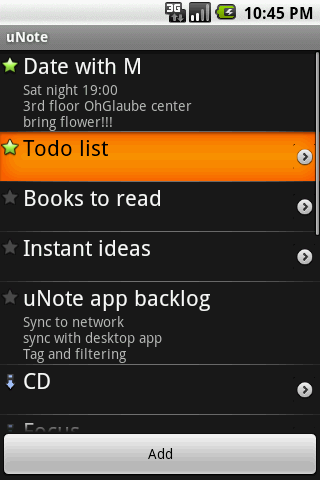 3G
10:45 PM
uNote
Date with M
Sat night 19:00
3rd floor OhGlaube center
bring flower!!!
Todo list
Books to read
Instant ideas
uNote app backlog
Sync to network
sync with desktop app
Tag and filtering
CD
Focus
Add